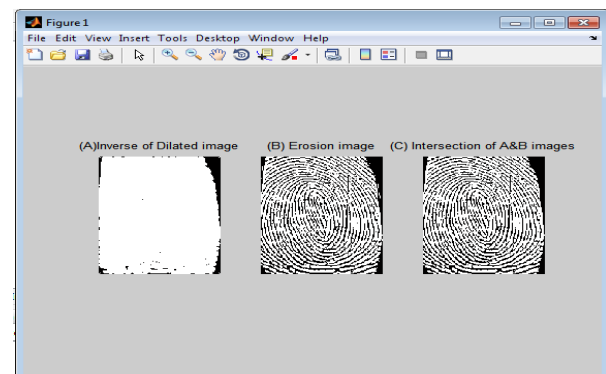 Figure 1
File Edit View Insert Tools Desktop Window Help
(A)Inverse of Dilated image (B) Erosion image (C) Intersection of A&B images